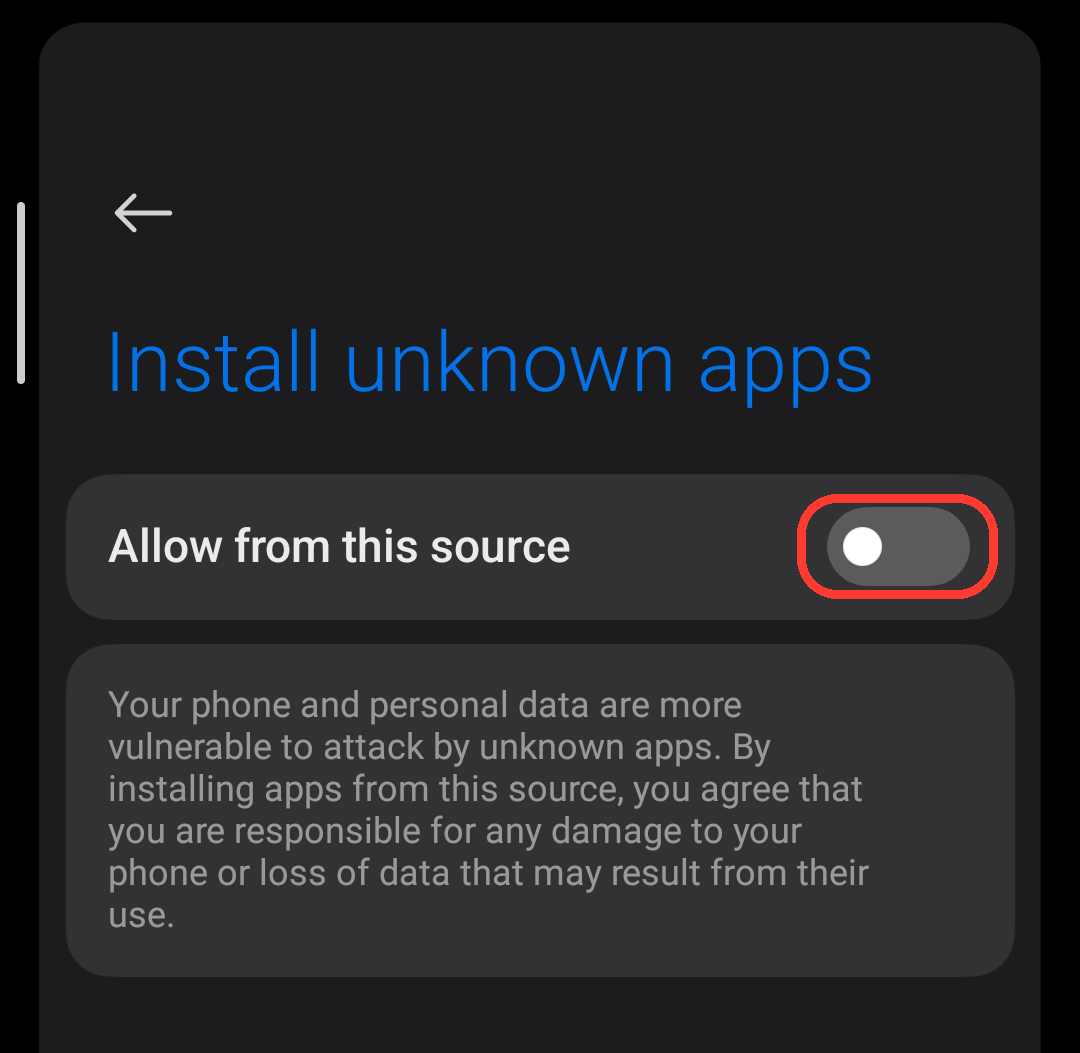 Install unknown apps
Allow from this source
Your phone and personal data are more
vulnerable to attack by unknown apps. By
installing apps from this source, you agree that
you are responsible for any damage to your
phone or loss of data that may result from their
use.